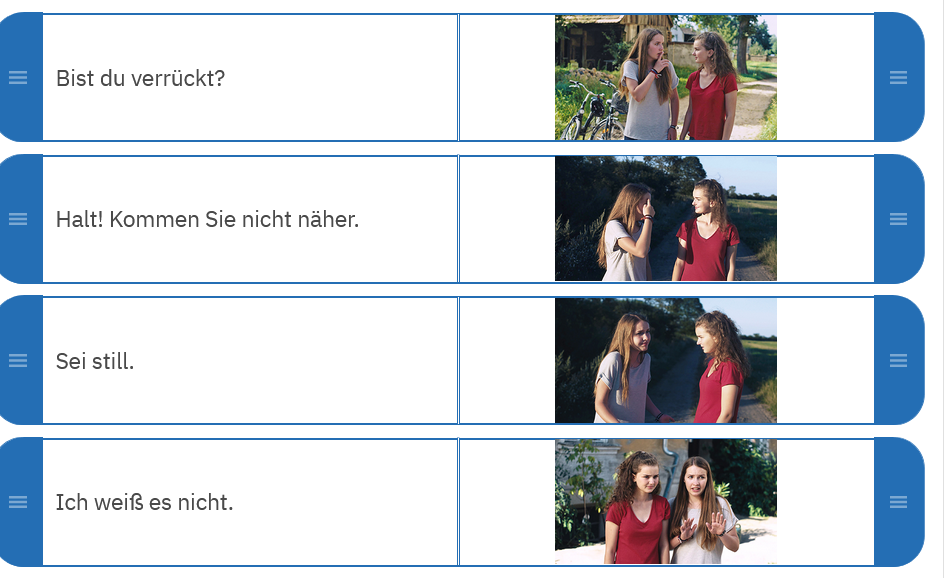 Bist du verrückt?
Halt! Kommen Sie nicht näher.
Sei still.
Ich weiß es nicht.